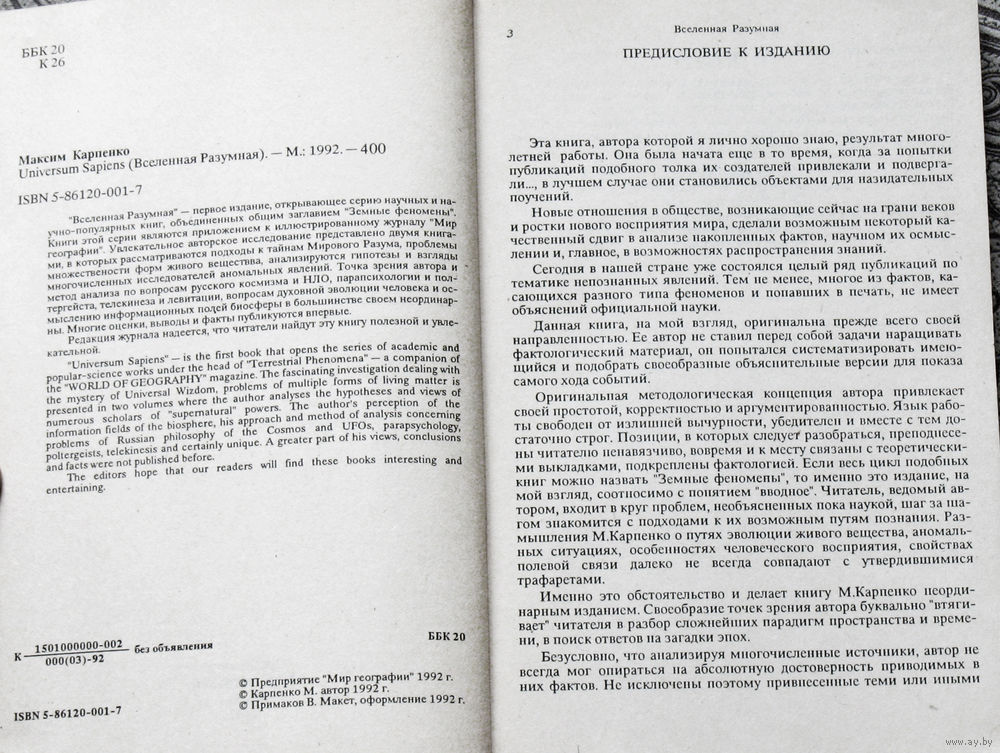 ББК 20
К 26
Максим Карпенко
Universum Sapiens (Вселенная Разумная). — М.: 1992. — 400
ISBN 5-86120-001-7
"Вселенная Разумная" — первое издание, открывающее серию научных и на-
учно-популярных книг, объединенных общим заглавием "Земные феномены".
Книги этой серии являются приложением к иллюстрированному журналу "Мир
географии". Увлекательное авторское исследование представлено двумя книга-
ми, в которых рассматриваются подходы к тайнам Мирового Разума, проблемы
множественности форм живого вещества, анализируются гипотезы и взгляды
многочисленных исследователей аномальных явлений. Точка зрения автора и
метод анализа по вопросам русского космизма и НЛО, парапсихологии и пол-
тергейста, телекинеза и левитации, вопросам духовной эволюции человека и ос-
мыслению информационных полей биосферы в большинстве своем неординар-
ны. Многие оценки, выводы и факты публикуются впервые.
Редакция журнала надеется, что читатели найдут эту книгу полезной и увле-
кательной.
"Universum Sapiens" — is the first book that opens the series of academic and
popular-science works under the head of "Terrestrial Phenomena" — a companion of
the "WORLD OF GEOGRAPHY" magazine. The fascinating investigation dealing with
the mystery of Universal Wizdom, problems of multiple forms of living matter is
presented in two volumes where the author analyses the hypotheses and views of
numerous scholars of "supernatural" powers. The author's perception of the
information fields of the biosphere, his approach and method of analysis concerning
problems of Russian philosophy of the Cosmos and UFOs, parapsychology,
poltergeists, telekinesis and certainly unique. A greater part of his views, conclusions
and facts were not published before.
The editors hope that our readers will find these books interesting and
entertaining.
К 1501000000-002 без объявления
000(03)-92
ББК 20
© Предприятие "Мир географии" 1992 г.
© Карпенко М. автор 1992 г.
© Примаков В. Макет, оформление 1992 г.
ISBN 5-86120-001-7
3
Вселенная Разумная
ПРЕДИСЛОВИЕ К ИЗДАНИЮ
Эта книга, автора которой я лично хорошо знаю, результат много-
летней работы. Она была начата еще в то время, когда за попытки
публикаций подобного толка их создателей привлекали и подверга-
ли..., в лучшем случае они становились объектами для назидательных
поучений.
Новые отношения в обществе, возникающие сейчас на грани веков
и ростки нового восприятия мира, сделали возможным некоторый ка-
чественный сдвиг в анализе накопленных фактов, научном их осмыс-
лении и, главное, в возможностях распространения знаний.
Сегодня в нашей стране уже состоялся целый ряд публикаций по
тематике непознанных явлений. Тем не менее, многое из фактов, ка-
сающихся разного типа феноменов и попавших в печать, не имеет
объяснений официальной науки.
Данная книга, на мой взгляд, оригинальна прежде всего своей
направленностью. Ее автор не ставил перед собой задачи наращивать
фактологический материал, он попытался систематизировать имею-
щийся и подобрать своеобразные объяснительные версии для показа
самого хода событий.
Оригинальная методологическая концепция автора привлекает
своей простотой, корректностью и аргументированностью. Язык рабо-
ты свободен от излишней вычурности, убедителен и вместе с тем до-
статочно строг. Позиции, в которых следует разобраться, преподнесе-
ны читателю ненавязчиво, вовремя и к месту связаны с теоретически-
ми выкладками, подкреплены фактологией. Если весь цикл подобных
книг можно назвать "Земные феномены", то именно это издание, на
мой взгляд, соотносимо с понятием "вводное". Читатель, ведомый ав-
тором, входит в круг проблем, необъясненных пока наукой, шаг за ша-
гом знакомится с подходами к их возможным путям познания. Раз-
мышления М.Карпенко о путях эволюции живого вещества, аномаль-
ных ситуациях, особенностях человеческого восприятия, свойствах
полевой связи далеко не всегда совпадают с утвердившимися
трафаретами.
Именно это обстоятельство и делает книгу М.Карпенко неорди-
нарным изданием. Своеобразие точек зрения автора буквально "втяги-
вает" читателя в разбор сложнейших парадигм пространства и време-
ни, в поиск ответов на загадки эпох.
Безусловно, что анализируя многочисленные источники, автор не
всегда мог опираться на абсолютную достоверность приводимых в
них фактов. Не исключены поэтому привнесенные теми или иными
www.ay.by